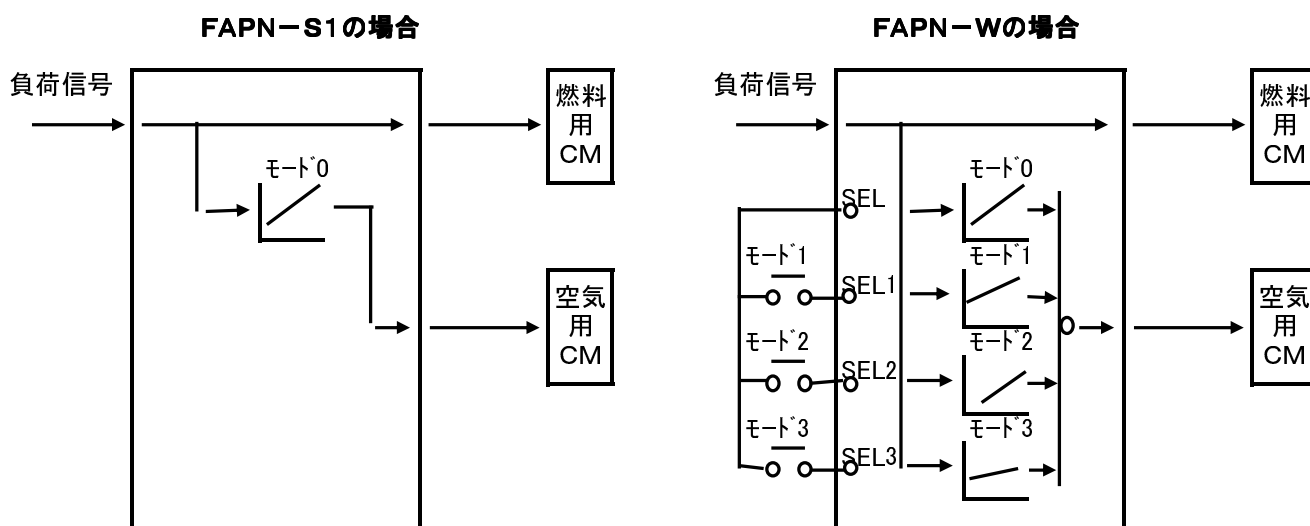 FAPN－S1の場合
負荷信号
燃料
用
CM
モード0
空気
用
CM
FAPN－Wの場合
負荷信号
燃料
用
CM
SEL
モード0
モード1
SEL1
モード1
空気
用
CM
モード2
SEL2
モード2
モード3
SEL3
モード3